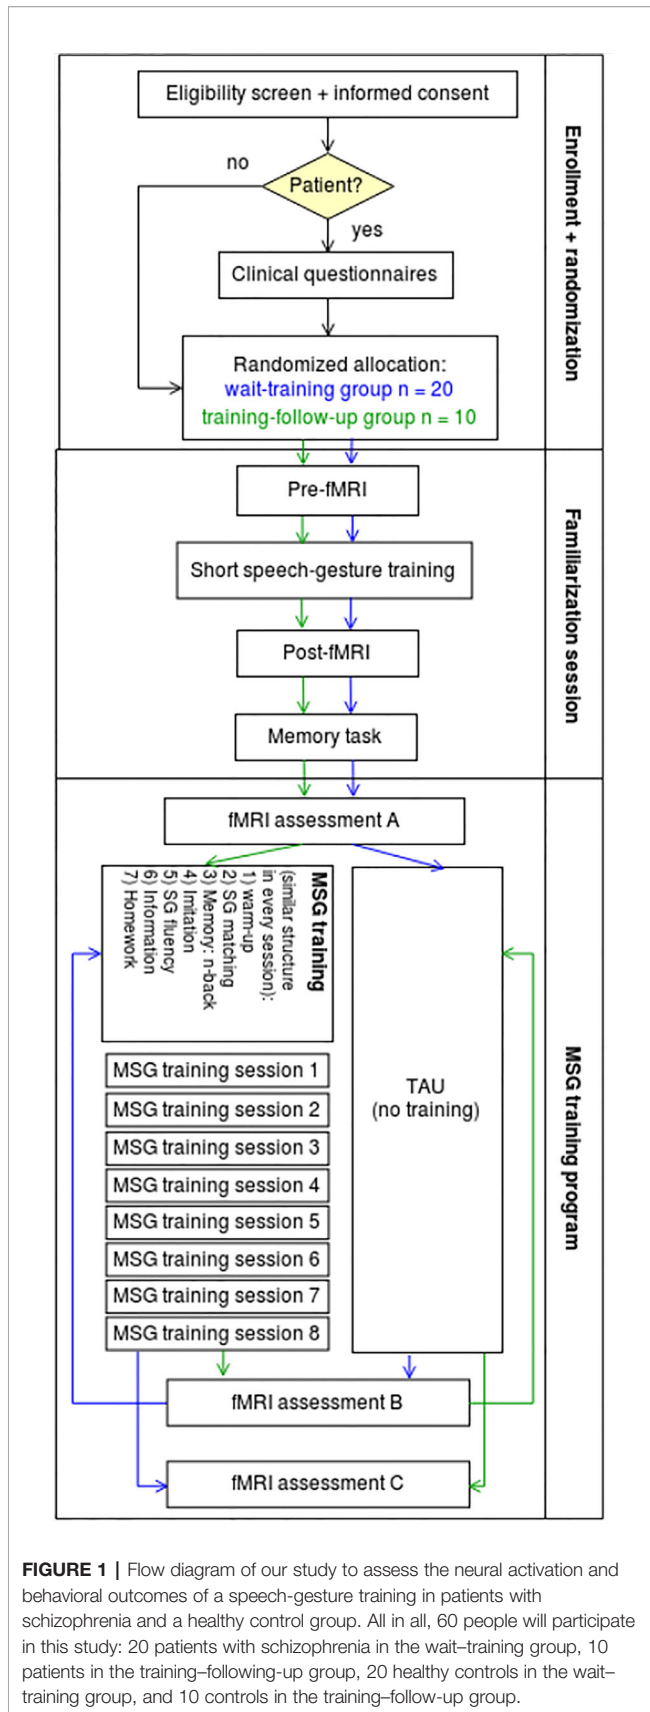 Eligibility screen + informed consent
no
Patient?
yes
Clinical questionnaires
Randomized allocation:
wait-training group n = 20
training-follow-up group n = 10
Enrollment + randomization
Pre-fMRI
Short speech-gesture training
Post-fMRI
Memory task
Familiarization session
fMRI assessment A
MSG training
(similar structure
in every session):
1) warm-up
2) SG matching
3) Memory: n-back
4) Imitation
5) SG fluency
6) Information
7) Homework
MSG training session 1
MSG training session 2
MSG training session 3
MSG training session 4
MSG training session 5
MSG training session 6
MSG training session 7
MSG training session 8
TAU
(no training)
fMRI assessment B
fMRI assessment C
MSG training program
FIGURE 1 | Flow diagram of our study to assess the neural activation and
behavioral outcomes of a speech-gesture training in patients with
schizophrenia and a healthy control group. All in all, 60 people will participate
in this study: 20 patients with schizophrenia in the wait–training group, 10
patients in the training–following-up group, 20 healthy controls in the wait–
training group, and 10 controls in the training–follow-up group.